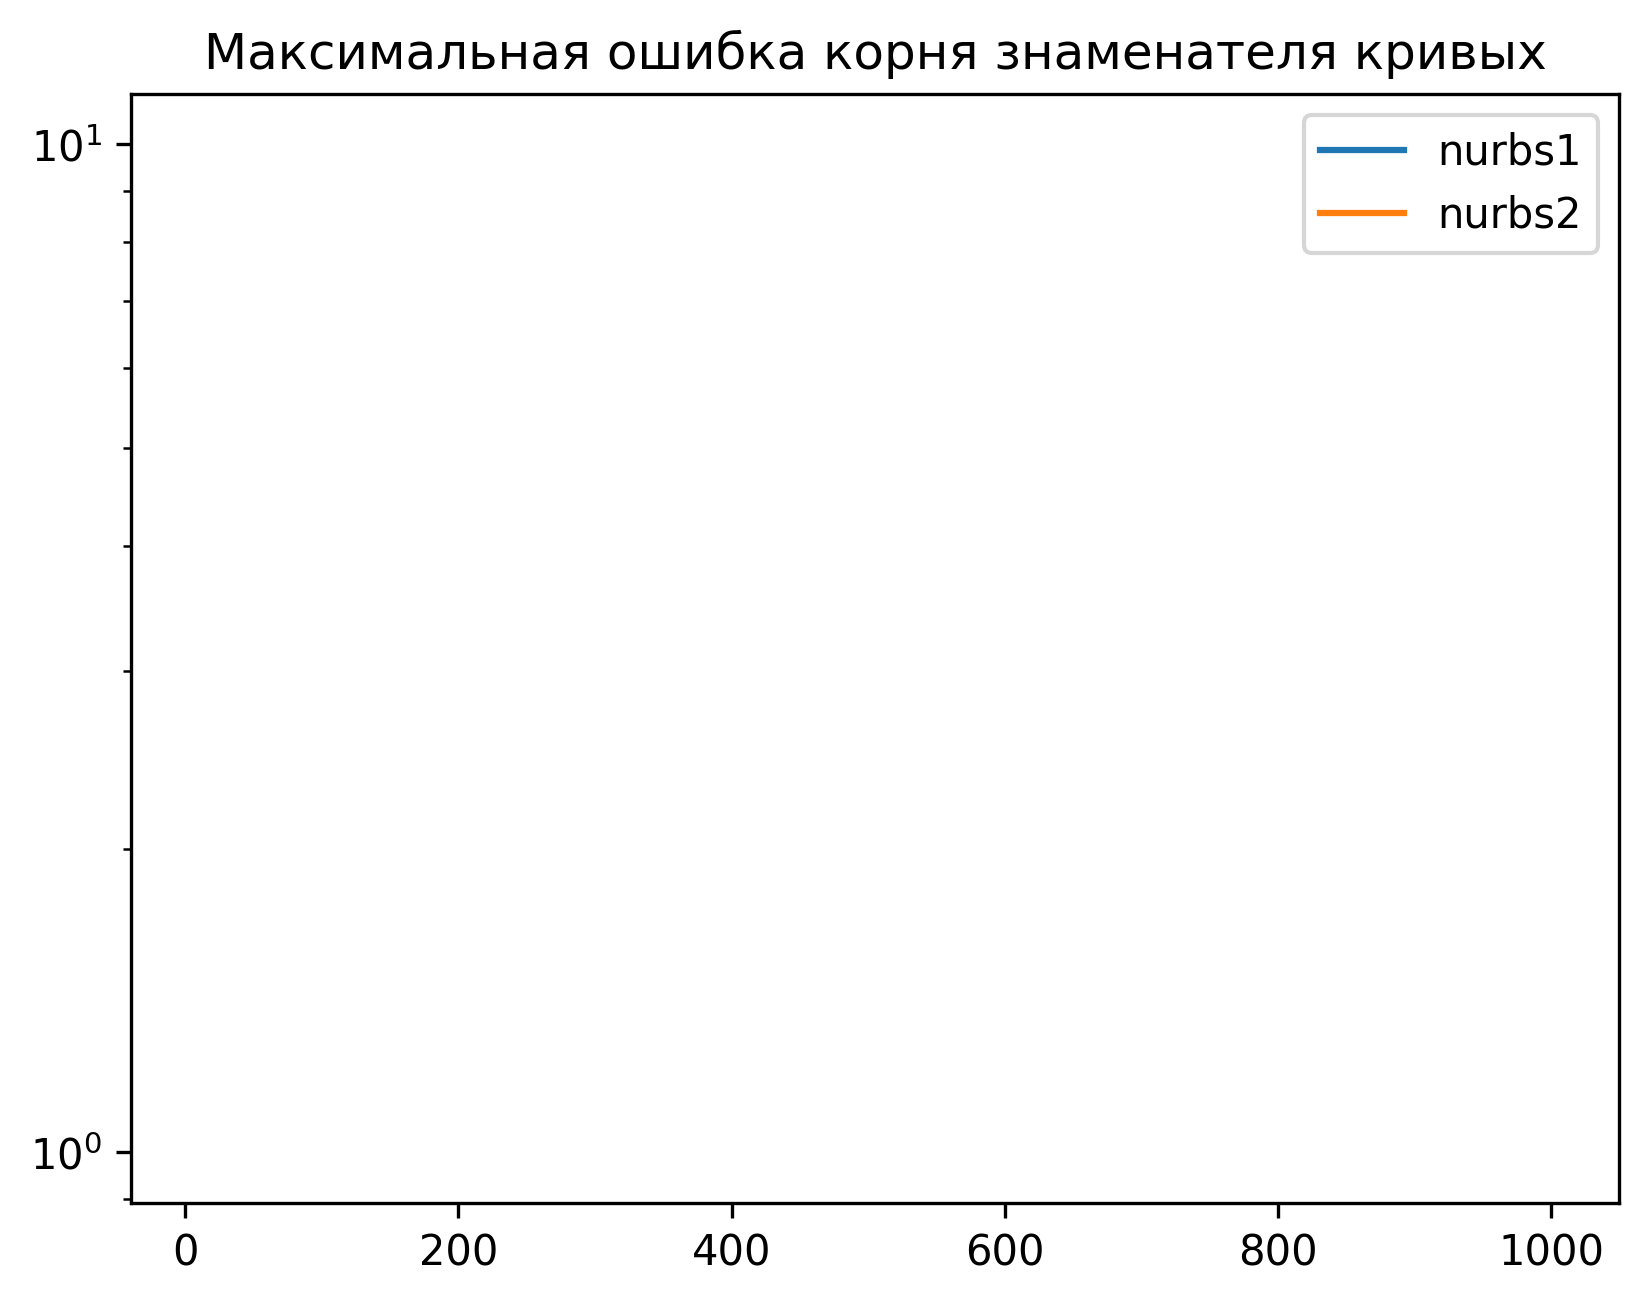 Максимальная ошибка корня знаменателя кривых
10¹
nurbs1
nurbs2
10⁰
0 200 400 600 800 1000